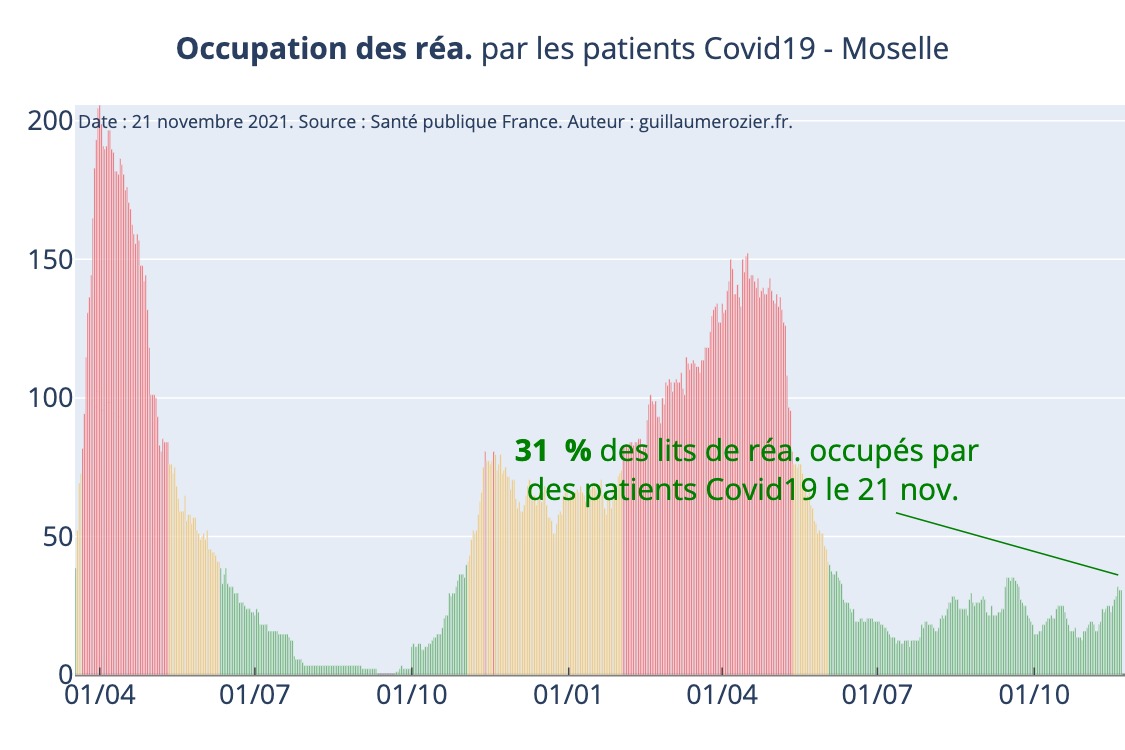 Occupation des réa. par les patients Covid19 - Moselle
200
Date : 21 novembre 2021. Source : Santé publique France. Auteur : guillaumerozier.fr.
150
100
31 % des lits de réa. occupés par
des patients Covid19 le 21 nov.
50
0
01/04 01/07 01/10 01/01 01/04 01/07 01/10